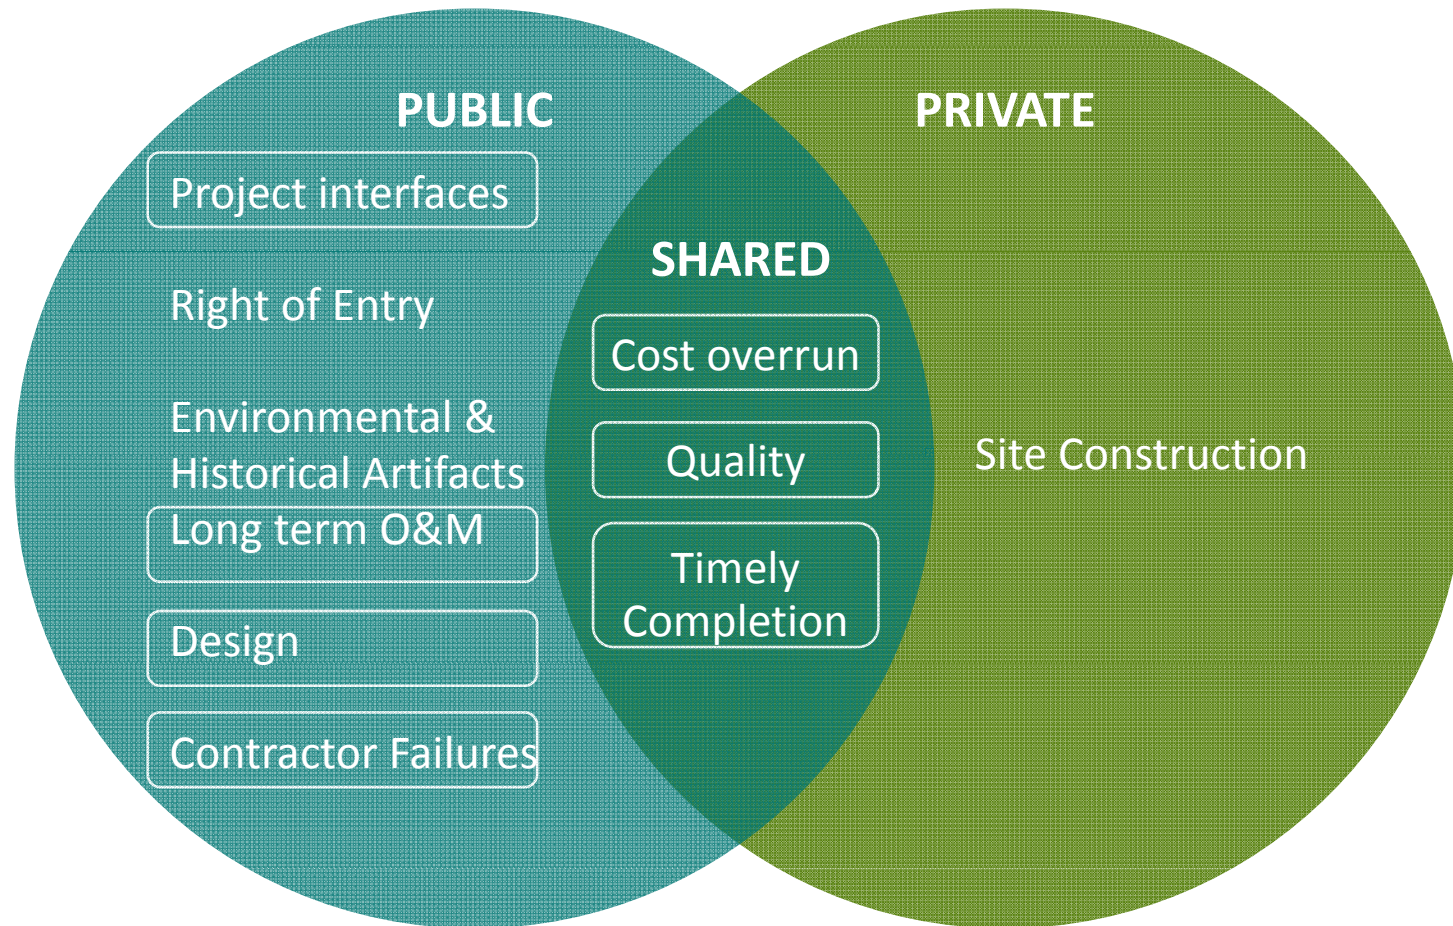 PUBLIC
Project interfaces
Right of Entry
Environmental &
Historical Artifacts
Long term O&M
Design
Contractor Failures
SHARED
Cost overrun
Quality
Timely
Completion
PRIVATE
Site Construction